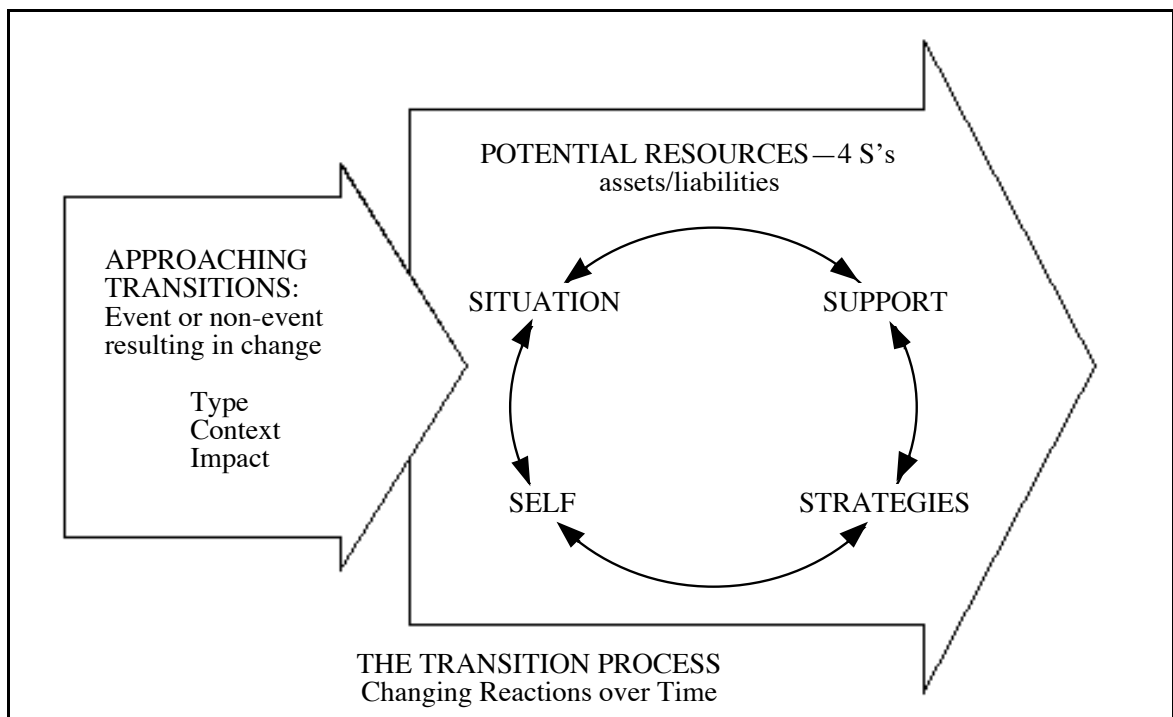 POTENTIAL RESOURCES—4 S’s
assets/liabilities
APPROACHING
TRANSITIONS:
Event or non-event
resulting in change
Type
Context
Impact
SITUATION
SUPPORT
SELF
STRATEGIES
THE TRANSITION PROCESS
Changing Reactions over Time